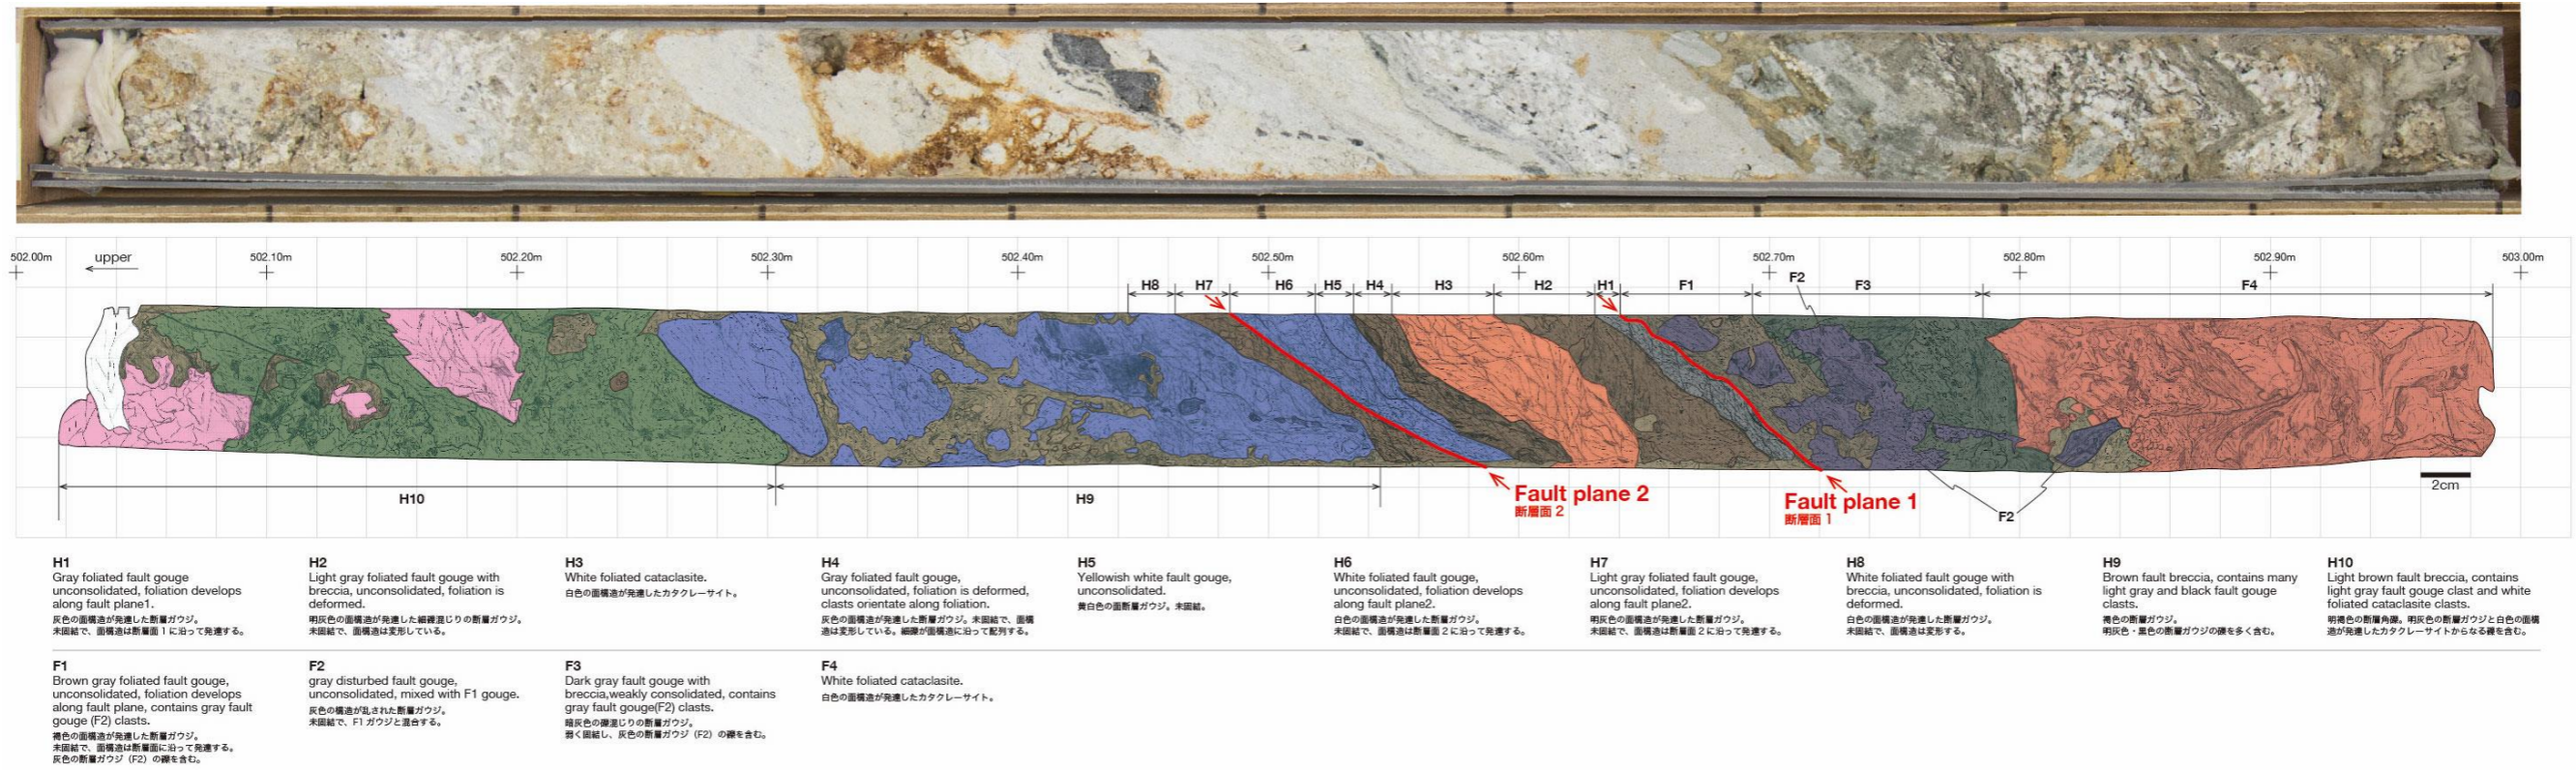 502.00m
upper
502.10m
502.20m
502.30m
502.40m
502.50m
502.60m
502.70m
502.80m
502.90m
503.00m
H8
H7
H6
H5
H4
H3
H2
H1
F1
F2
F3
F4
H10
H9
Fault plane 2
断層面 2
Fault plane 1
断層面 1
F2
2cm
H1
Gray foliated fault gouge
unconsolidated, foliation develops
along fault plane1.
灰色の面構造が発達した断層ガウジ。
未固結で、面構造は断層面 1 に沿って発達する。
H2
Light gray foliated fault gouge with
breccia, unconsolidated, foliation is
deformed.
明灰色の面構造が発達した細礫混じりの断層ガウジ。
未固結で、面構造は変形している。
H3
White foliated cataclasite.
白色の面構造が発達したカタクレーサイト。
H4
Gray foliated fault gouge,
unconsolidated, foliation is deformed,
clasts orientate along foliation.
灰色の面構造が発達した断層ガウジ。未固結で、面構
造は変形している。細礫が面構造に沿って配列する。
H5
Yellowish white fault gouge,
unconsolidated.
黄白色の面断層ガウジ。未固結。
H6
White foliated fault gouge,
unconsolidated, foliation develops
along fault plane2.
白色の面構造が発達した断層ガウジ。
未固結で、面構造は断層面 2 に沿って発達する。
H7
Light gray foliated fault gouge,
unconsolidated, foliation develops
along fault plane2.
明灰色の面構造が発達した断層ガウジ。
未固結で、面構造は断層面 2 に沿って発達する。
H8
White foliated fault gouge with
breccia, unconsolidated, foliation is
deformed.
白色の面構造が発達した断層ガウジ。
未固結で、面構造は変形する。
H9
Brown fault breccia, contains many
light gray and black fault gouge
clasts.
褐色の断層ガウジ。
明灰色・黒色の断層ガウジの礫を多く含む。
H10
Light brown fault breccia, contains
light gray fault gouge clast and white
foliated cataclasite clasts.
明褐色の断層角礫。明灰色の断層ガウジと白色の面構
造が発達したカタクレーサイトからなる礫を含む。
F1
Brown gray foliated fault gouge,
unconsolidated, foliation develops
along fault plane, contains gray fault
gouge (F2) clasts.
褐色の面構造が発達した断層ガウジ。
未固結で、面構造は断層面に沿って発達する。
灰色の断層ガウジ（F2）の礫を含む。
F2
gray disturbed fault gouge,
unconsolidated, mixed with F1 gouge.
灰色の構造が乱された断層ガウジ。
未固結で、F1 ガウジと混合する。
F3
Dark gray fault gouge with
breccia,weakly consolidated, contains
gray fault gouge(F2) clasts.
暗灰色の礫混じりの断層ガウジ。
弱く固結し、灰色の断層ガウジ（F2）の礫を含む。
F4
White foliated cataclasite.
白色の面構造が発達したカタクレーサイト。